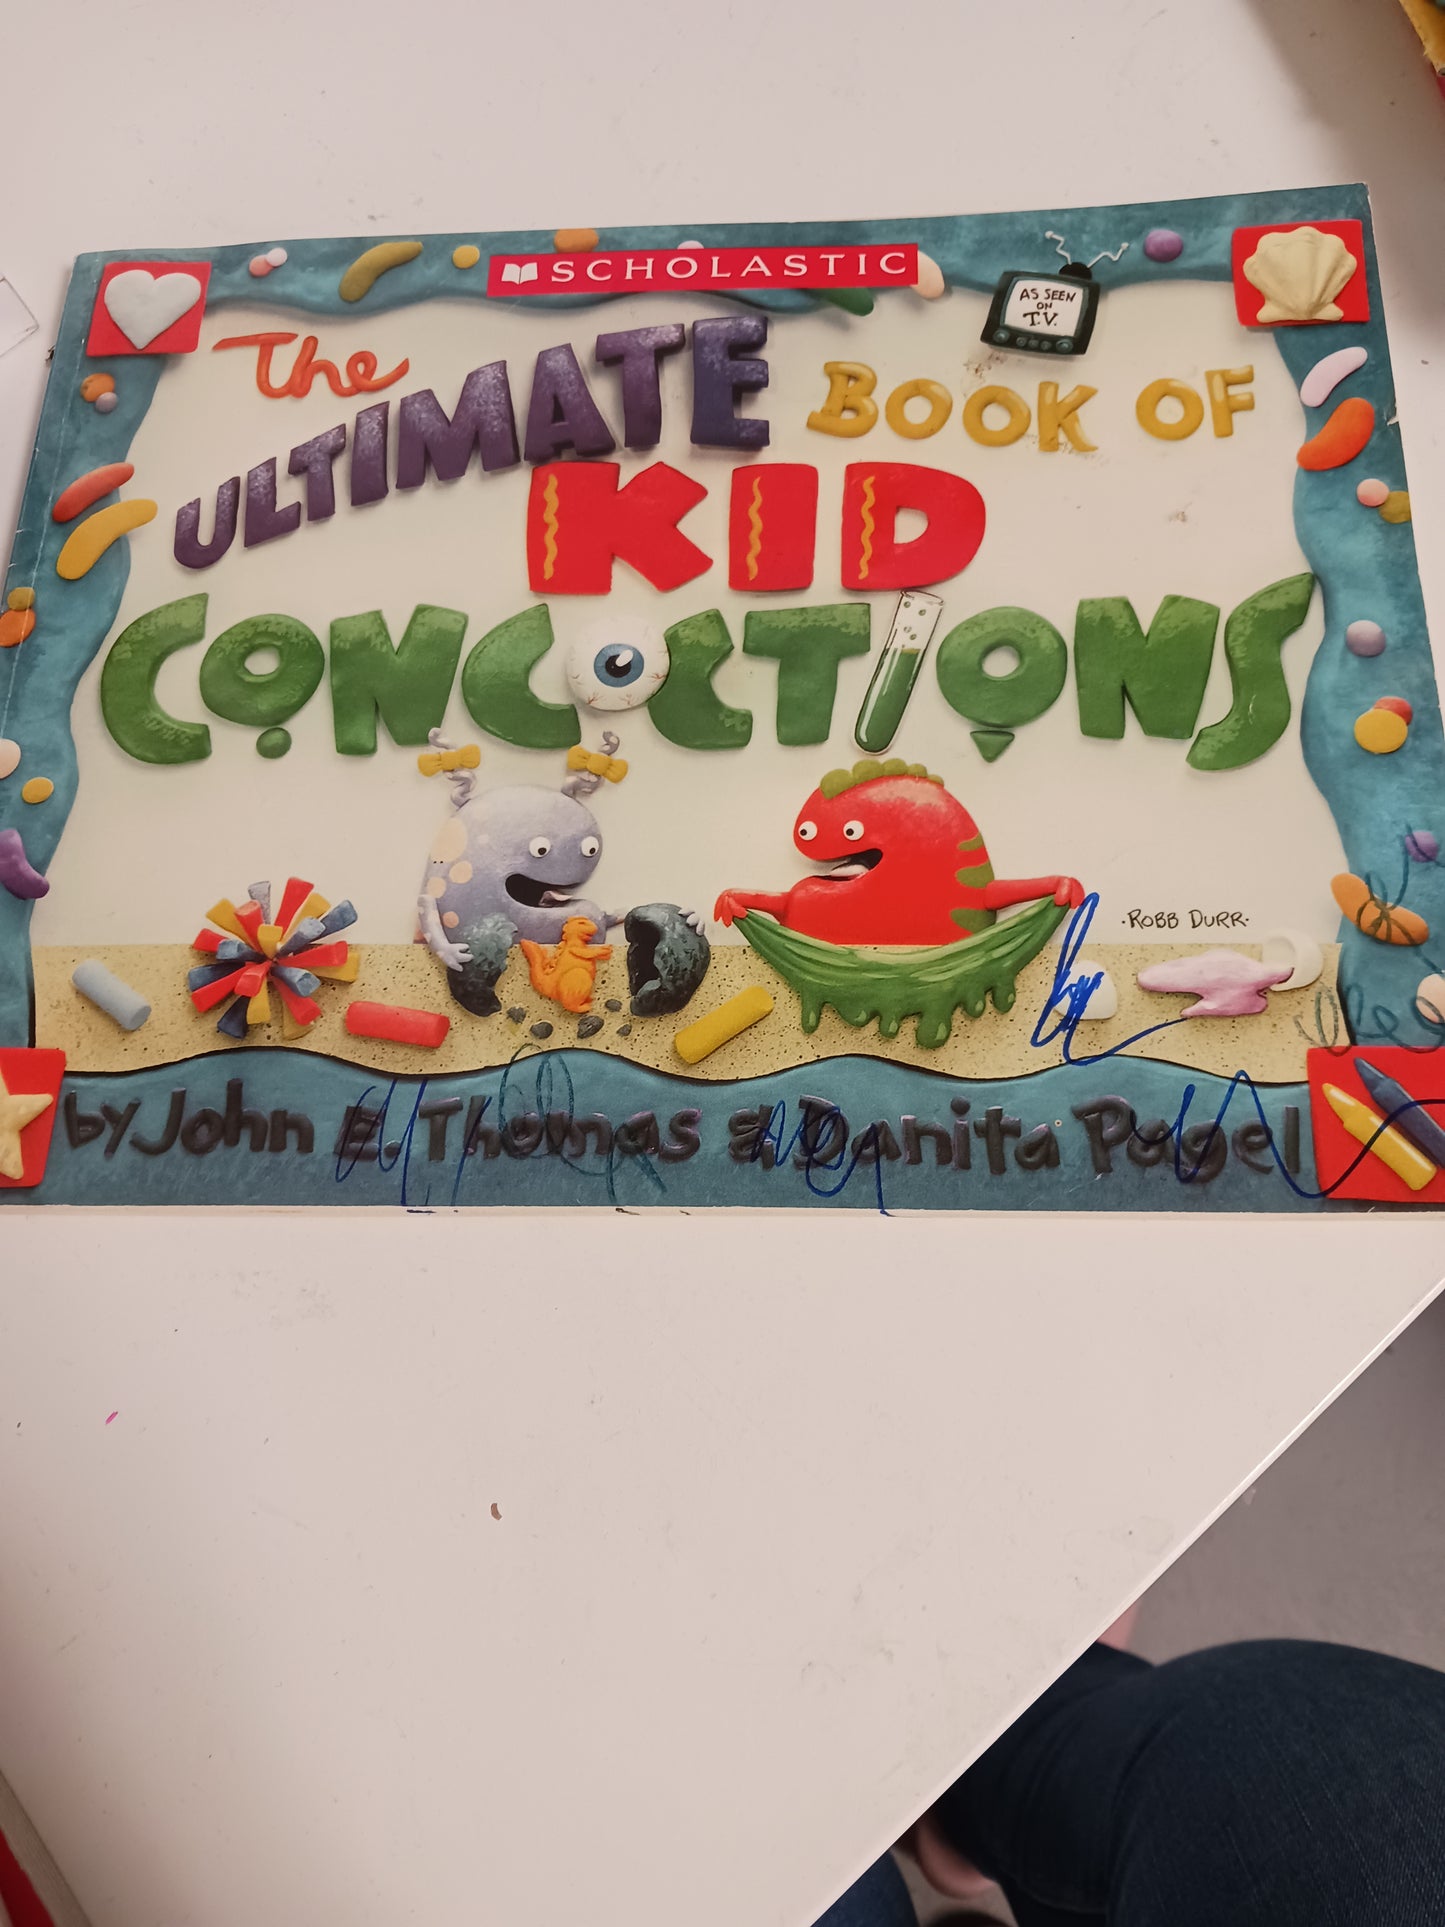 SCHOLASTIC
AS SEEN
ON
T.V.
The
ULTIMATE BOOK OF
KID
CONCOCTIONS
·ROBB DURR·
by John E. Thomas & Danita Pagel